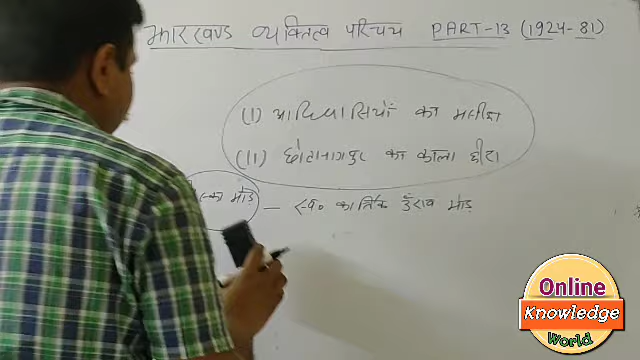 झारखण्ड व्यक्तित्व परिचय PART-13 (1924-81)
(I) आदिवासियों का मसीहा
(II) छोटानागपुर का काला हीरा
का मोड़ — स्व० कार्तिक उराँव मोड़
Online
Knowledge
World